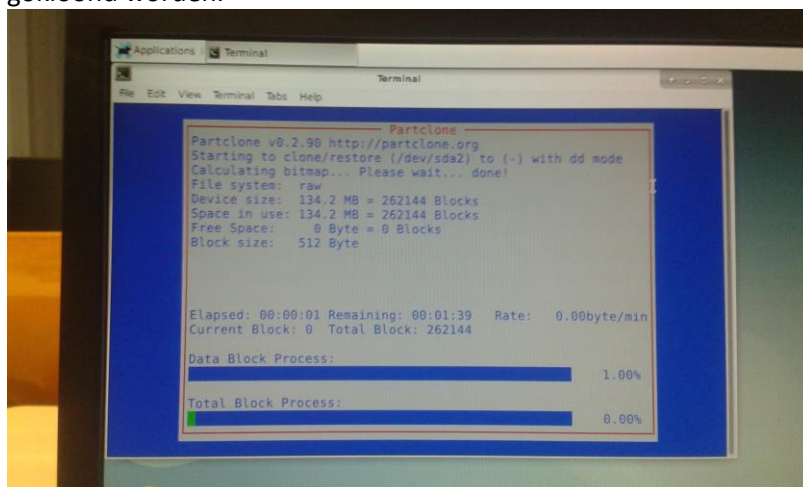 gekloond worden.
Applications
Terminal
Terminal
File Edit View Terminal Tabs Help
Partclone
Partclone v0.2.90 http://partclone.org
Starting to clone/restore (/dev/sda2) to (-) with dd mode
Calculating bitmap... Please wait... done!
File system: raw
Device size: 134.2 MB = 262144 Blocks
Space in use: 134.2 MB = 262144 Blocks
Free Space: 0 Byte = 0 Blocks
Block size: 512 Byte
Elapsed: 00:00:01 Remaining: 00:01:39 Rate: 0.00byte/min
Current Block: 0 Total Block: 262144
Data Block Process:
1.00%
Total Block Process:
0.00%